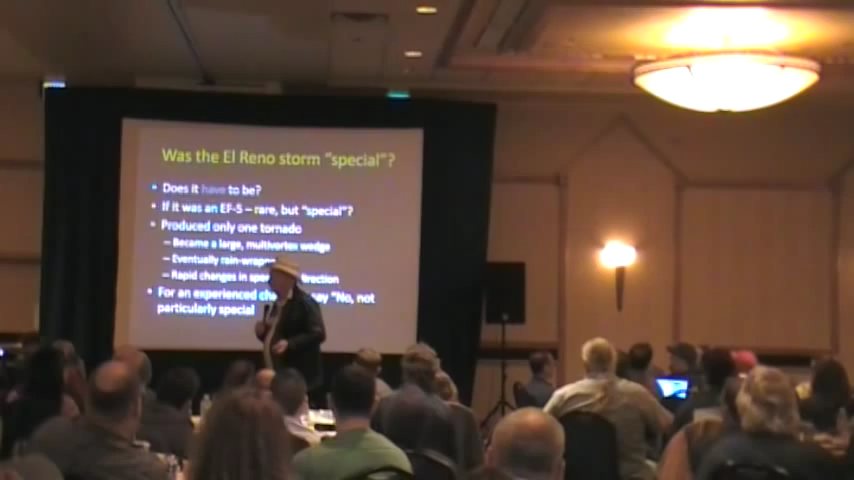 Was the El Reno storm "special"?
• Does it have to be?
• If it was an EF-5 – rare, but "special"?
• Produced only one tornado
– Became a large, multivortex wedge
– Eventually rain-wrapped
– Rapid changes in
• For an experienced say "No, not
particularly special